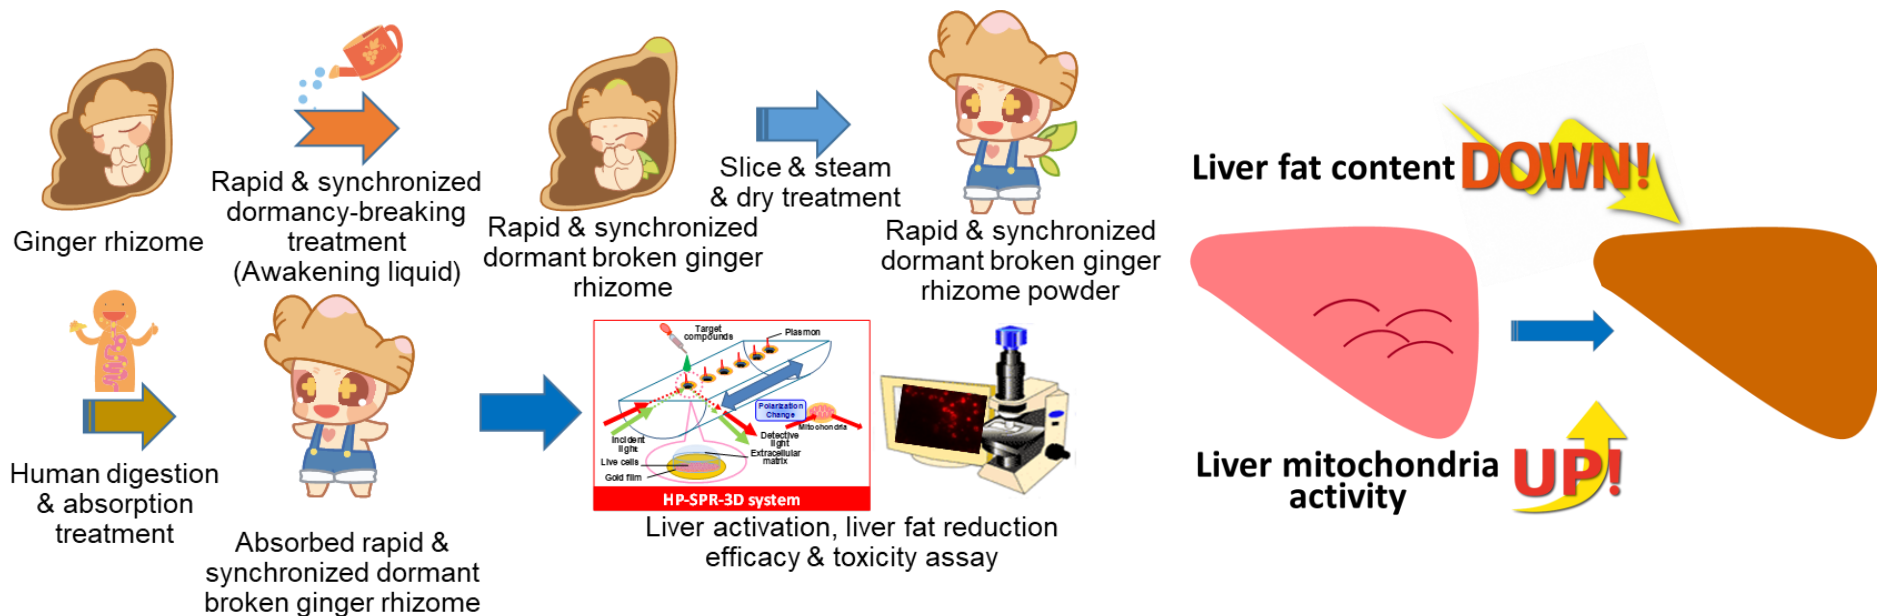 Ginger rhizome
Rapid & synchronized
dormancy-breaking
treatment
(Awakening liquid)
Rapid & synchronized
dormant broken ginger
rhizome
Slice & steam
& dry treatment
Rapid & synchronized
dormant broken ginger
rhizome powder
Human digestion
& absorption
treatment
Absorbed rapid &
synchronized dormant
broken ginger rhizome
Target
compounds
Plasmon
Polarization
Change
Mitochondria
Incident
light
Detective
light
Extracellular
matrix
Live cells
Gold film
HP-SPR-3D system
Liver activation, liver fat reduction
efficacy & toxicity assay
Liver fat content DOWN!
Liver mitochondria
activity
UP!